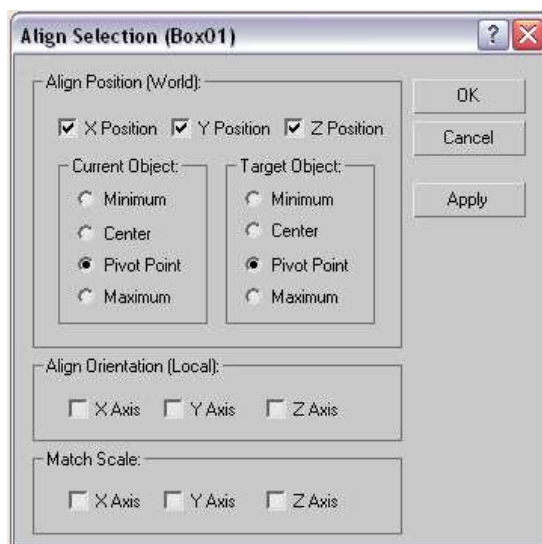 Align Selection (Box01)
Align Position (World):
X Position Y Position Z Position
Current Object:
Minimum
Center
Pivot Point
Maximum
Target Object:
Minimum
Center
Pivot Point
Maximum
Align Orientation (Local):
X Axis Y Axis Z Axis
Match Scale:
X Axis Y Axis Z Axis
OK
Cancel
Apply